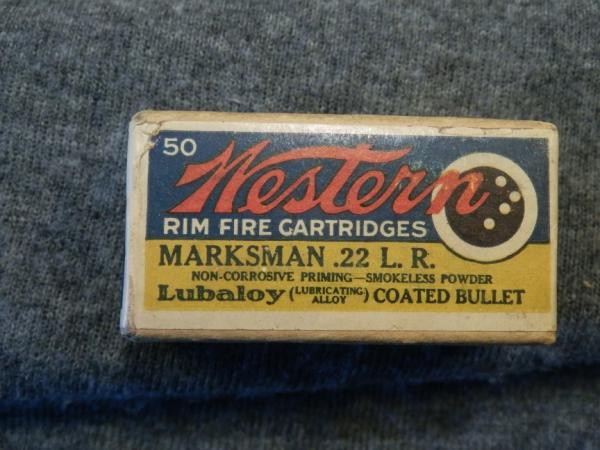 50
Western
RIM FIRE CARTRIDGES
MARKSMAN .22 L. R.
NON-CORROSIVE PRIMING—SMOKELESS POWDER
Lubaloy (LUBRICATING ALLOY) COATED BULLET